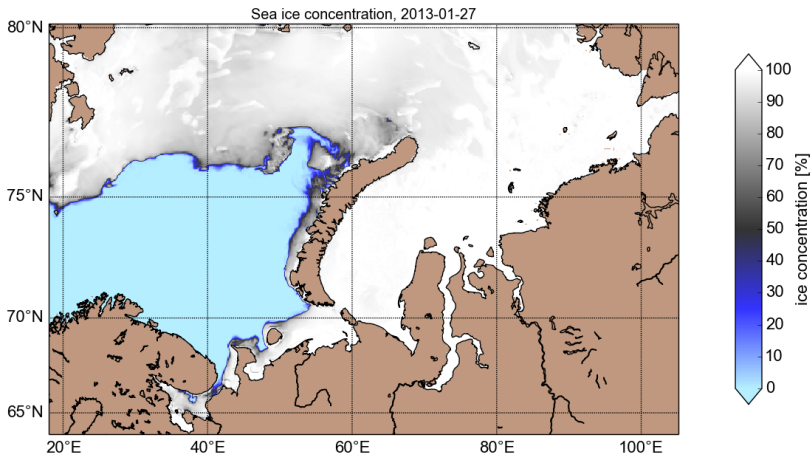 Sea ice concentration, 2013-01-27
80°N
75°N
70°N
65°N
20°E
40°E
60°E
80°E
100°E
100
90
80
70
60
50
40
30
20
10
0
ice concentration [%]